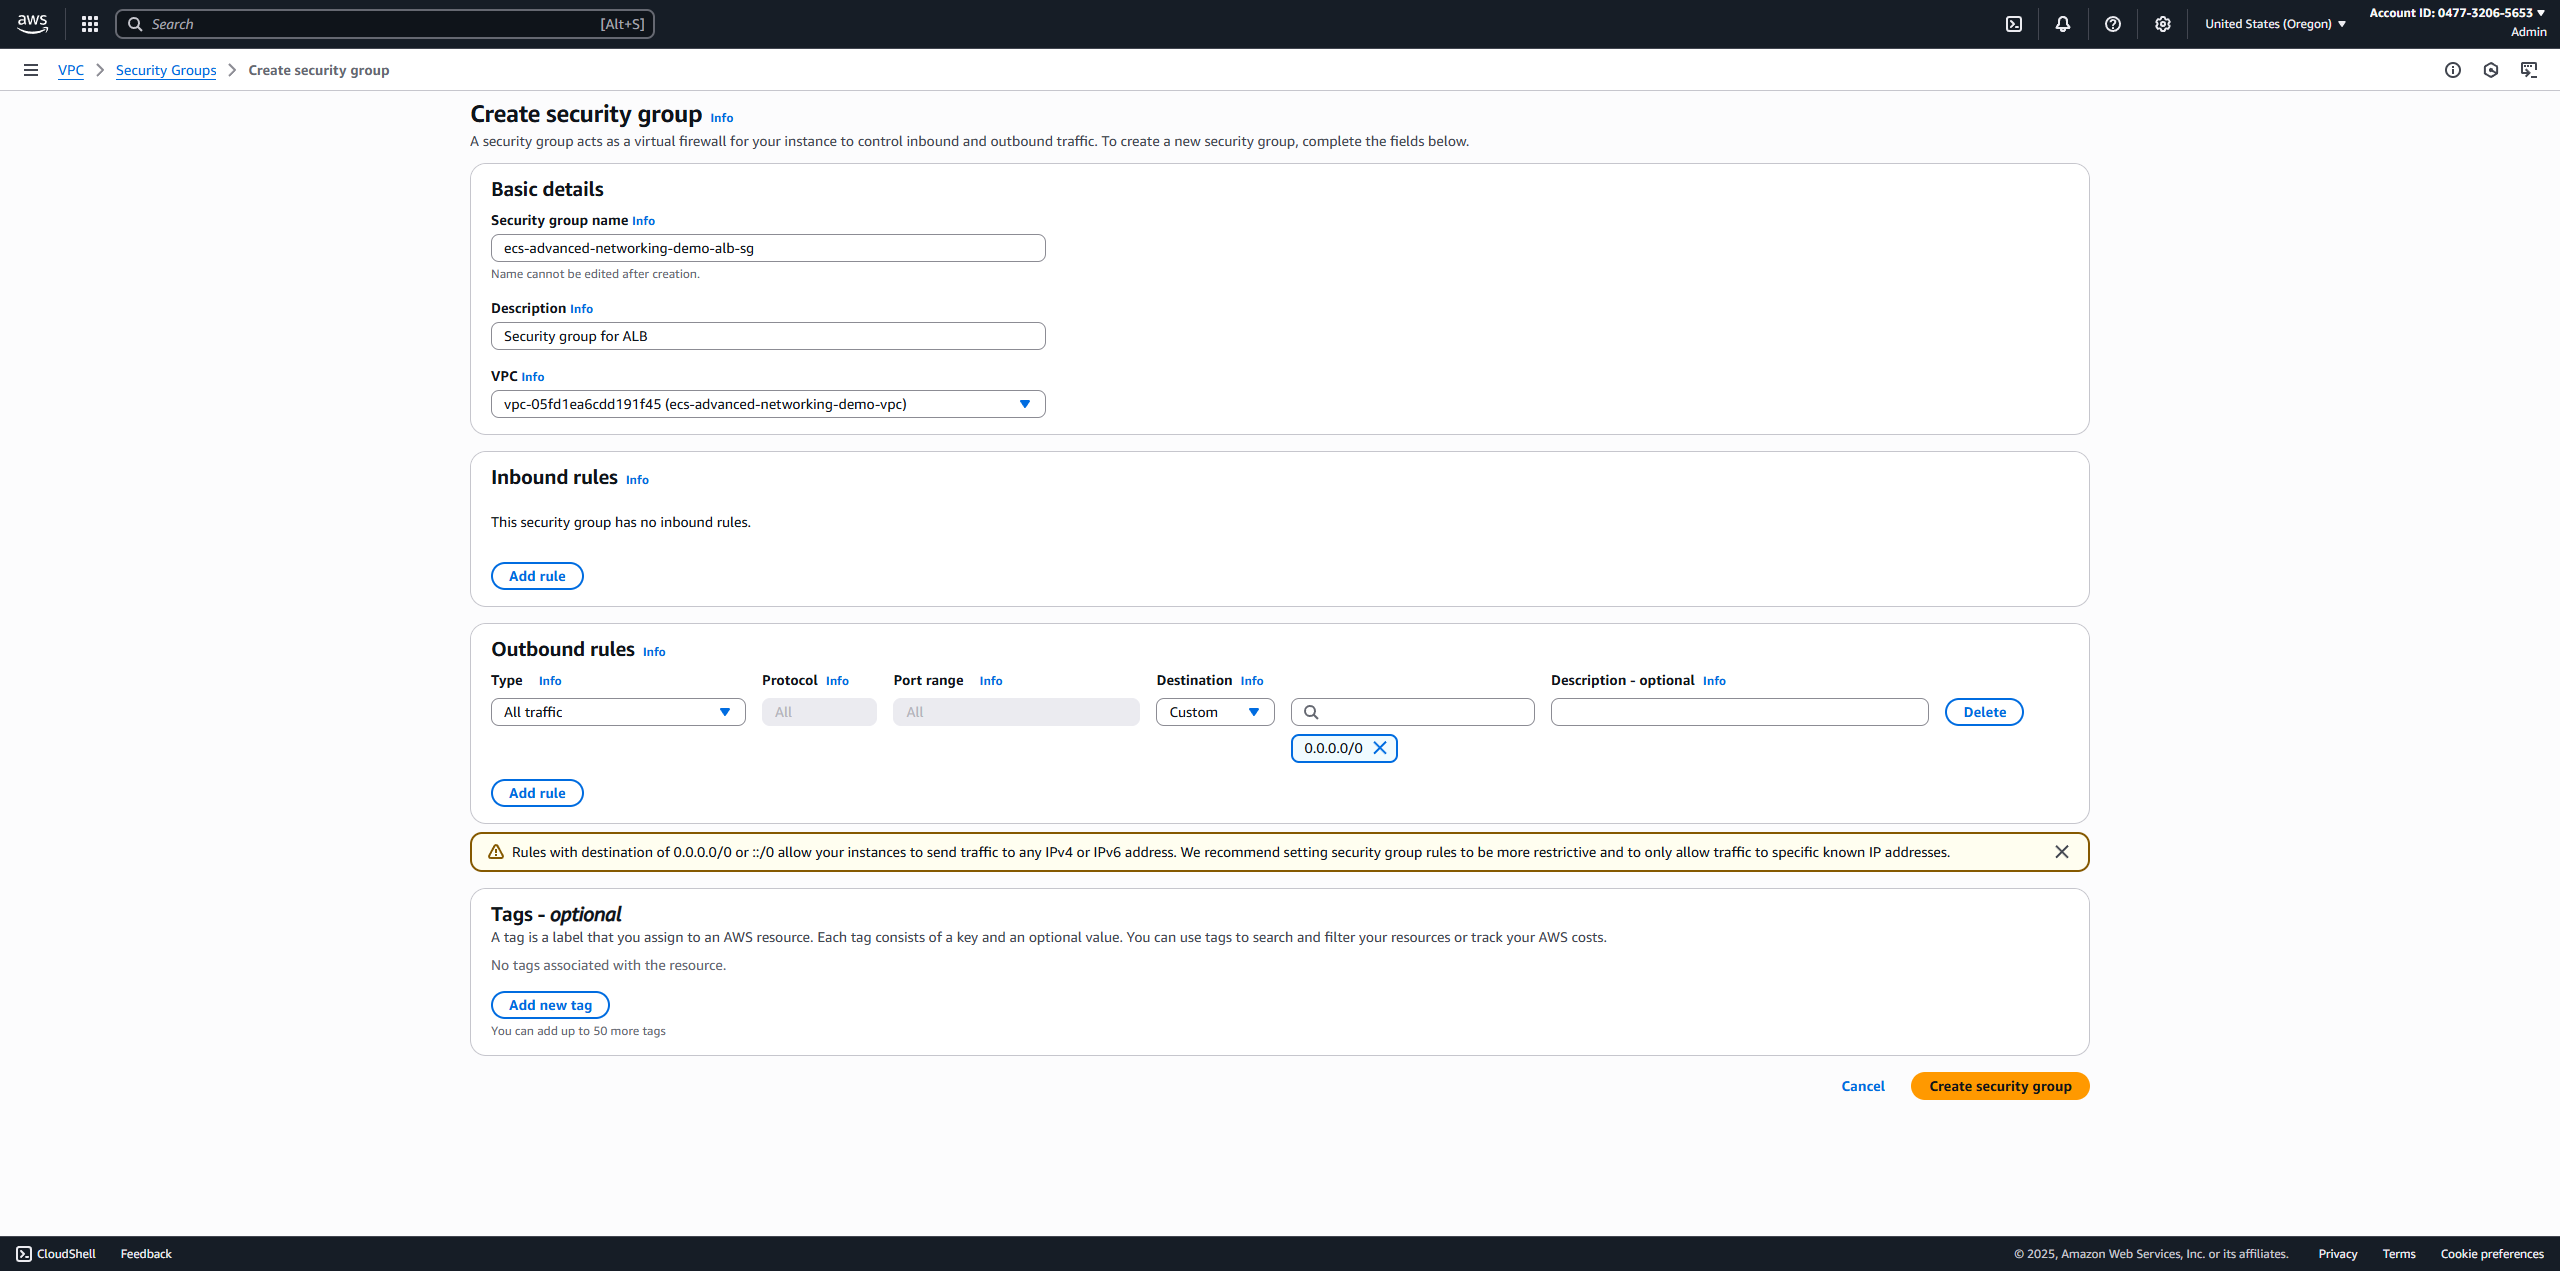 aws
Search [Alt+S]
United States (Oregon)
Account ID: 0477-3206-5653
Admin
VPC Security Groups Create security group
Create security group Info
A security group acts as a virtual firewall for your instance to control inbound and outbound traffic. To create a new security group, complete the fields below.
Basic details
Security group name Info
ecs-advanced-networking-demo-alb-sg
Name cannot be edited after creation.
Description Info
Security group for ALB
VPC Info
vpc-05fd1ea6cdd191f45 (ecs-advanced-networking-demo-vpc)
Inbound rules Info
This security group has no inbound rules.
Add rule
Outbound rules Info
Type Info Protocol Info Port range Info Destination Info Description - optional Info
All traffic All All Custom Delete
0.0.0.0/0
Add rule
Rules with destination of 0.0.0.0/0 or ::/0 allow your instances to send traffic to any IPv4 or IPv6 address. We recommend setting security group rules to be more restrictive and to only allow traffic to specific known IP addresses.
Tags - optional
A tag is a label that you assign to an AWS resource. Each tag consists of a key and an optional value. You can use tags to search and filter your resources or track your AWS costs.
No tags associated with the resource.
Add new tag
You can add up to 50 more tags
Cancel Create security group
CloudShell Feedback © 2025, Amazon Web Services, Inc. or its affiliates. Privacy Terms Cookie preferences